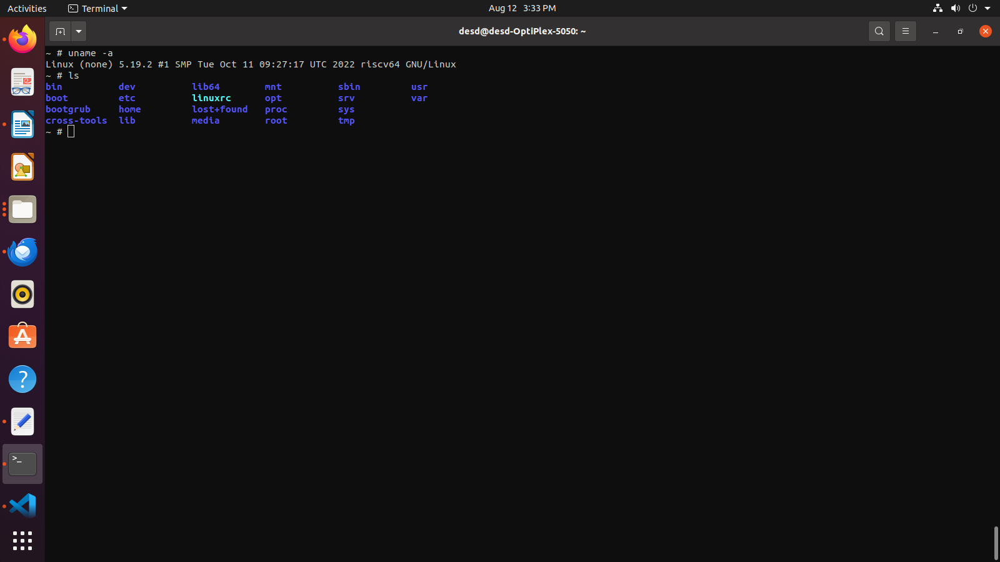 Activities Terminal Aug 12 3:33 PM
desd@desd-OptiPlex-5050: ~
~ # uname -a
Linux (none) 5.19.2 #1 SMP Tue Oct 11 09:27:17 UTC 2022 riscv64 GNU/Linux
~ # ls
bin dev lib64 mnt sbin usr
boot etc linuxrc opt srv var
bootgrub home lost+found proc sys
cross-tools lib media root tmp
~ #